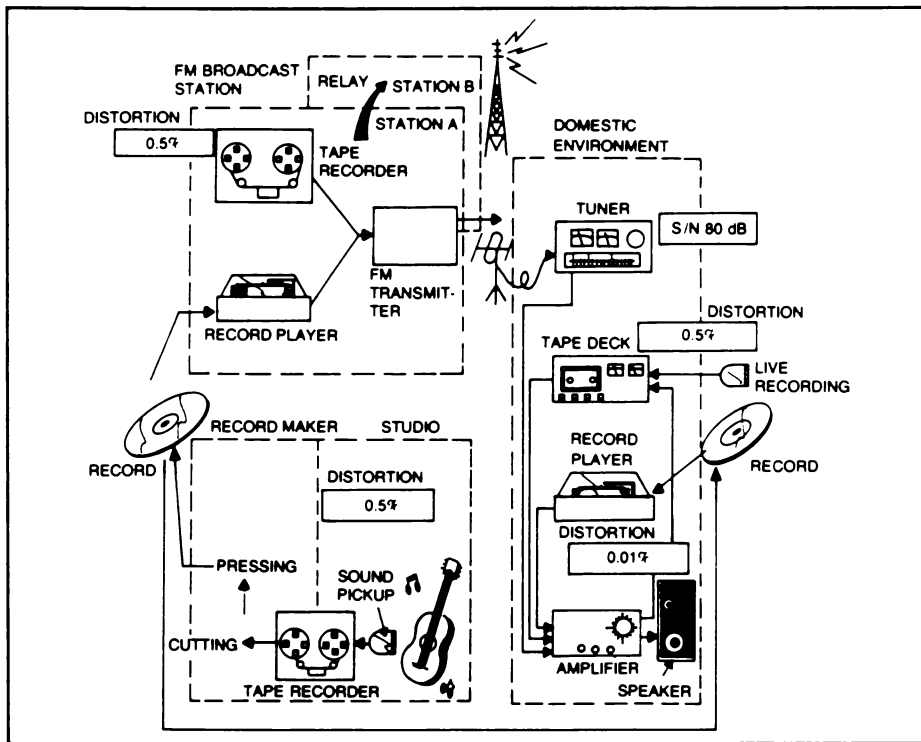 FM BROADCAST
STATION
RELAY
STATION B
STATION A
DISTORTION
0.5%
TAPE
RECORDER
FM
TRANSMIT-
TER
RECORD PLAYER
DOMESTIC
ENVIRONMENT
TUNER
S/N 80 dB
DISTORTION
0.5%
TAPE DECK
LIVE
RECORDING
RECORD
PLAYER
RECORD
DISTORTION
0.01%
AMPLIFIER
SPEAKER
RECORD
RECORD MAKER
STUDIO
DISTORTION
0.5%
PRESSING
SOUND
PICKUP
CUTTING
TAPE RECORDER